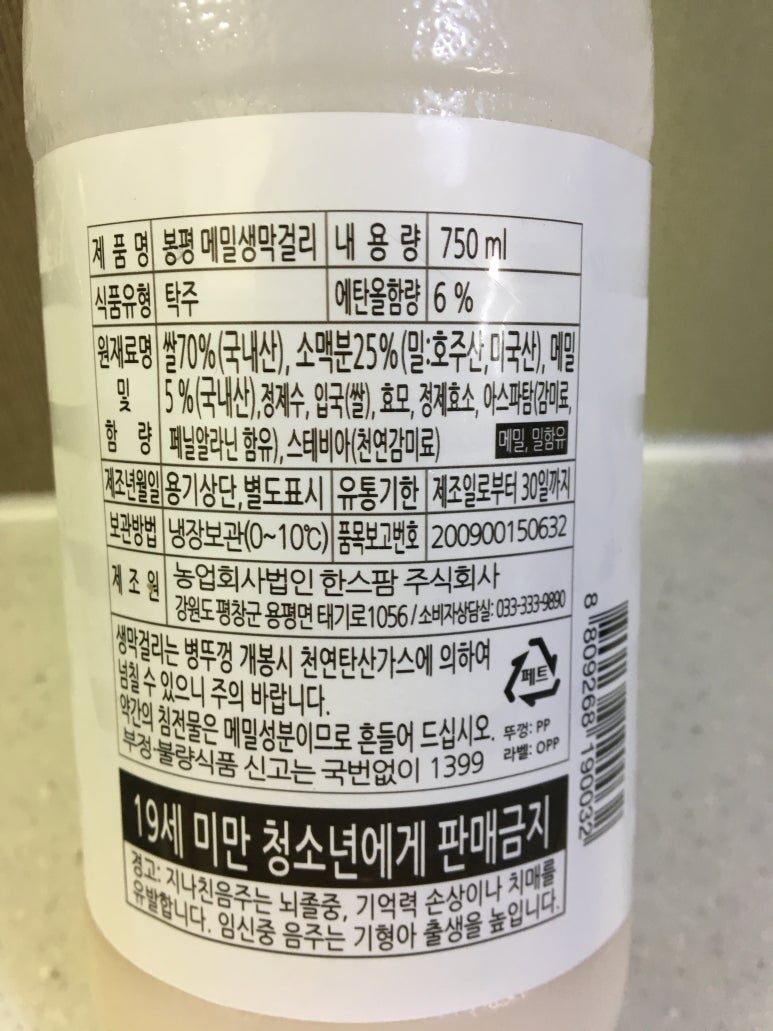 제품명 봉평 메밀생막걸리 내용량 750 ml
식품유형 탁주 에탄올함량 6 %
원재료명 쌀70%(국내산), 소맥분25%(밀:호주산,미국산), 메밀
및 5%(국내산),정제수, 입국(쌀), 효모, 정제효소, 아스파탐(감미료,
함량 페닐알라닌 함유), 스테비아(천연감미료) 메밀, 밀함유
제조년월일 용기상단,별도표시 유통기한 제조일로부터 30일까지
보관방법 냉장보관(0~10℃) 품목보고번호 200900150632
제조원 농업회사법인 한스팜 주식회사
강원도 평창군 용평면 태기로1056 / 소비자상담실: 033-333-9890
생막걸리는 병뚜껑 개봉시 천연탄산가스에 의하여
넘칠 수 있으니 주의 바랍니다.
약간의 침전물은 메밀성분이므로 흔들어 드십시오.
부정·불량식품 신고는 국번없이 1399
페트
뚜껑: PP
라벨: OPP
8 809268 190032
19세 미만 청소년에게 판매금지
경고: 지나친음주는 뇌졸중, 기억력 손상이나 치매를
유발합니다. 임신중 음주는 기형아 출생을 높입니다.